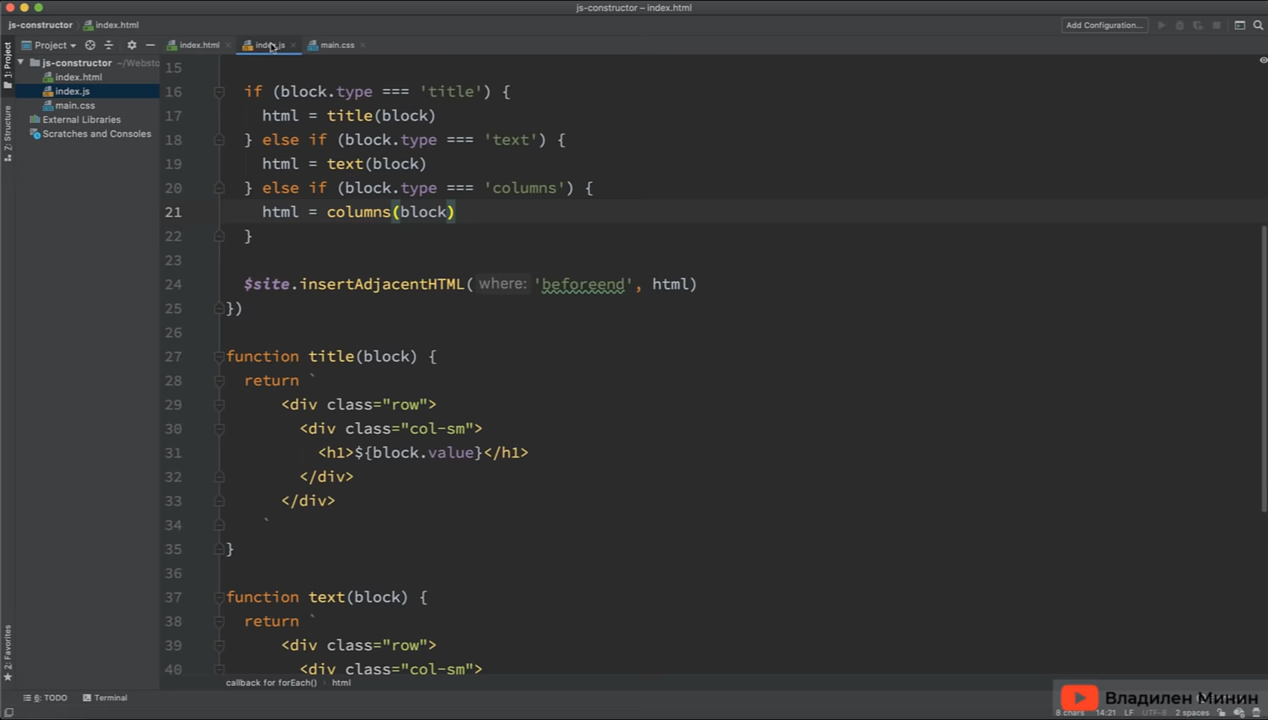 js-constructor – index.html
js-constructor
index.html
Add Configuration...
Project
index.html
index.js
main.css
1: Project
js-constructor ~/Websto
index.html
index.js
main.css
External Libraries
Scratches and Consoles
7: Structure
2: Favorites
15
16 if (block.type === 'title') {
17 html = title(block)
18 } else if (block.type === 'text') {
19 html = text(block)
20 } else if (block.type === 'columns') {
21 html = columns(block)
22 }
23
24 $site.insertAdjacentHTML( where: 'beforeend', html)
25 })
26
27 function title(block) {
28 return `
29 <div class="row">
30 <div class="col-sm">
31 <h1>${block.value}</h1>
32 </div>
33 </div>
34 `
35 }
36
37 function text(block) {
38 return `
39 <div class="row">
40 <div class="col-sm">
callback for forEach() html
6: TODO
Terminal
8 chars 14:21 LF UTF-8 2 spaces
Владилен Минин